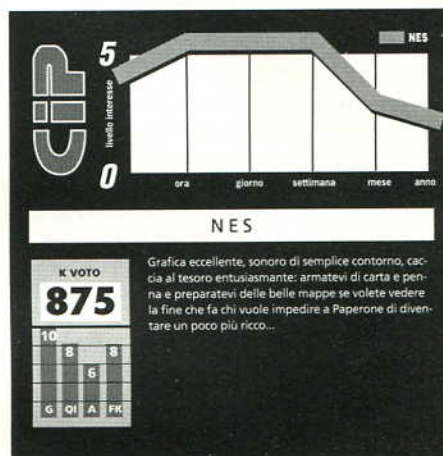 CIP
livello interesse
5
0
NES
ora giorno settimana mese anno
NES
K VOTO
875
10 8 6 8
G QI A FK
Grafica eccellente, sonoro di semplice contorno, cac-
cia al tesoro entusiasmante: armatevi di carta e pen-
na e preparatevi delle belle mappe se volete vedere
la fine che fa chi vuole impedire a Paperone di diven-
tare un poco più ricco...